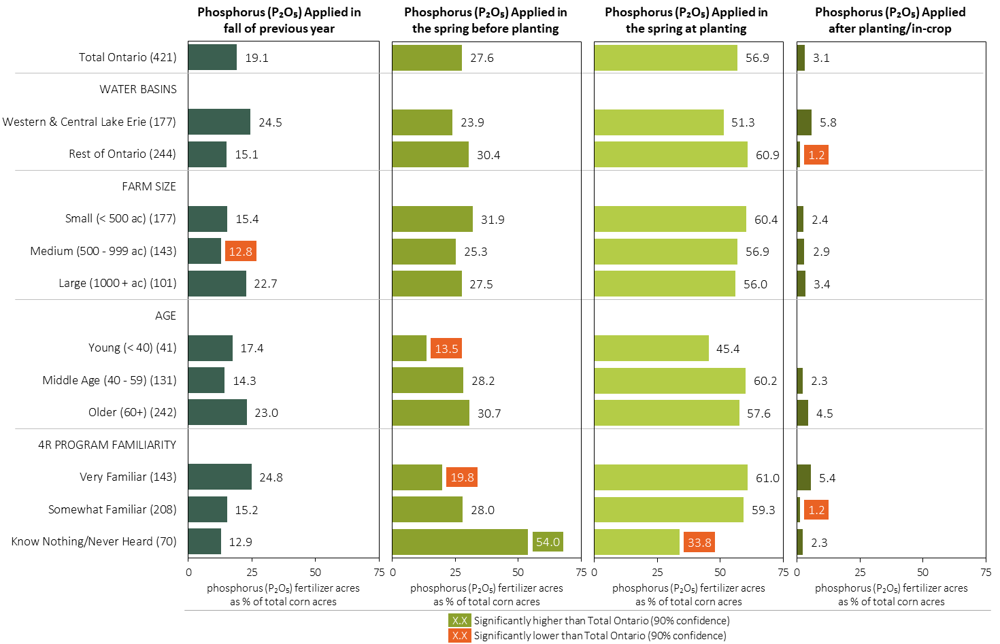 Phosphorus (P₂O₅) Applied in
fall of previous year
Phosphorus (P₂O₅) Applied in
the spring before planting
Phosphorus (P₂O₅) Applied in
the spring at planting
Phosphorus (P₂O₅) Applied
after planting/in-crop
Total Ontario (421) 19.1 27.6 56.9 3.1
WATER BASINS
Western & Central Lake Erie (177) 24.5 23.9 51.3 5.8
Rest of Ontario (244) 15.1 30.4 60.9 1.2
FARM SIZE
Small (< 500 ac) (177) 15.4 31.9 60.4 2.4
Medium (500 - 999 ac) (143) 12.8 25.3 56.9 2.9
Large (1000 + ac) (101) 22.7 27.5 56.0 3.4
AGE
Young (< 40) (41) 17.4 13.5 45.4
Middle Age (40 - 59) (131) 14.3 28.2 60.2 2.3
Older (60+) (242) 23.0 30.7 57.6 4.5
4R PROGRAM FAMILIARITY
Very Familiar (143) 24.8 19.8 61.0 5.4
Somewhat Familiar (208) 15.2 28.0 59.3 1.2
Know Nothing/Never Heard (70) 12.9 54.0 33.8 2.3
0 25 50 75 0 25 50 75 0 25 50 75 0 25 50 75
phosphorus (P₂O₅) fertilizer acres
as % of total corn acres
phosphorus (P₂O₅) fertilizer acres
as % of total corn acres
phosphorus (P₂O₅) fertilizer acres
as % of total corn acres
phosphorus (P₂O₅) fertilizer acres
as % of total corn acres
X.X Significantly higher than Total Ontario (90% confidence)
X.X Significantly lower than Total Ontario (90% confidence)